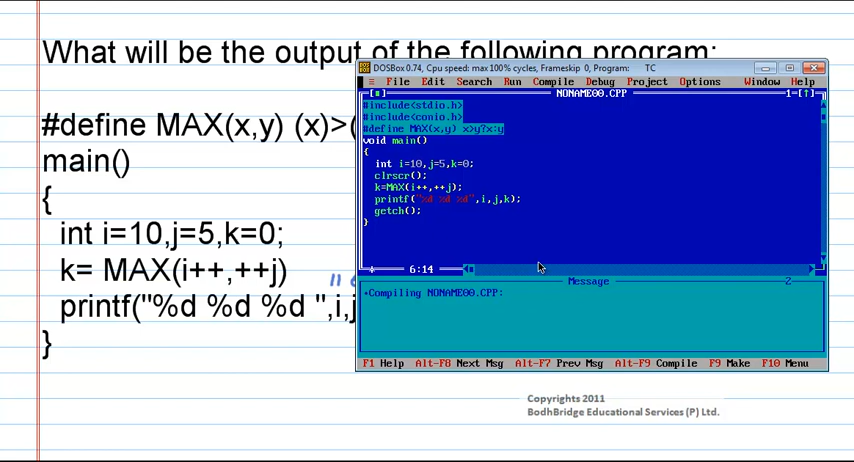 What will be the output of the following program:
#define MAX(x,y) (x)>(
main()
{
int i=10,j=5,k=0;
k= MAX(i++,++j)
printf("%d %d %d ",i,j
}
11 6
DOSBox 0.74, Cpu speed: max 100% cycles, Frameskip 0, Program: TC
≡ File Edit Search Run Compile Debug Project Options Window Help
[■] NONAME00.CPP 1=[↑]
#include<stdio.h>
#include<conio.h>
#define MAX(x,y) x>y?x:y
void main()
{
int i=10,j=5,k=0;
clrscr();
k=MAX(i++,++j);
printf("%d %d %d",i,j,k);
getch();
}
6:14
Message 2
•Compiling NONAME00.CPP:
F1 Help Alt-F8 Next Msg Alt-F7 Prev Msg Alt-F9 Compile F9 Make F10 Menu
Copyrights 2011
BodhBridge Educational Services (P) Ltd.